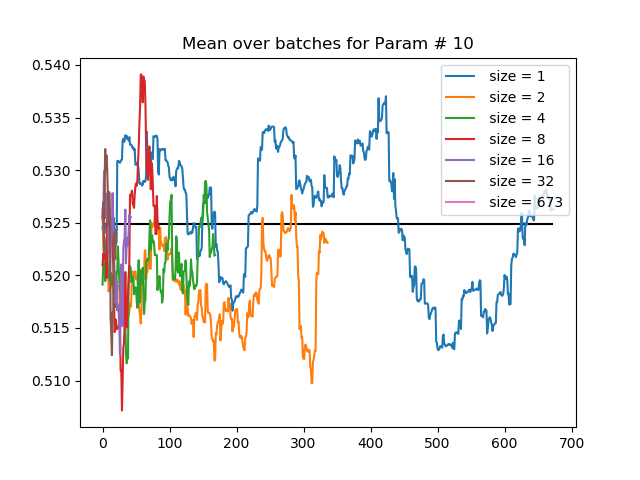 Mean over batches for Param # 10
0.540
0.535
0.530
0.525
0.520
0.515
0.510
0
100
200
300
400
500
600
700
size = 1
size = 2
size = 4
size = 8
size = 16
size = 32
size = 673